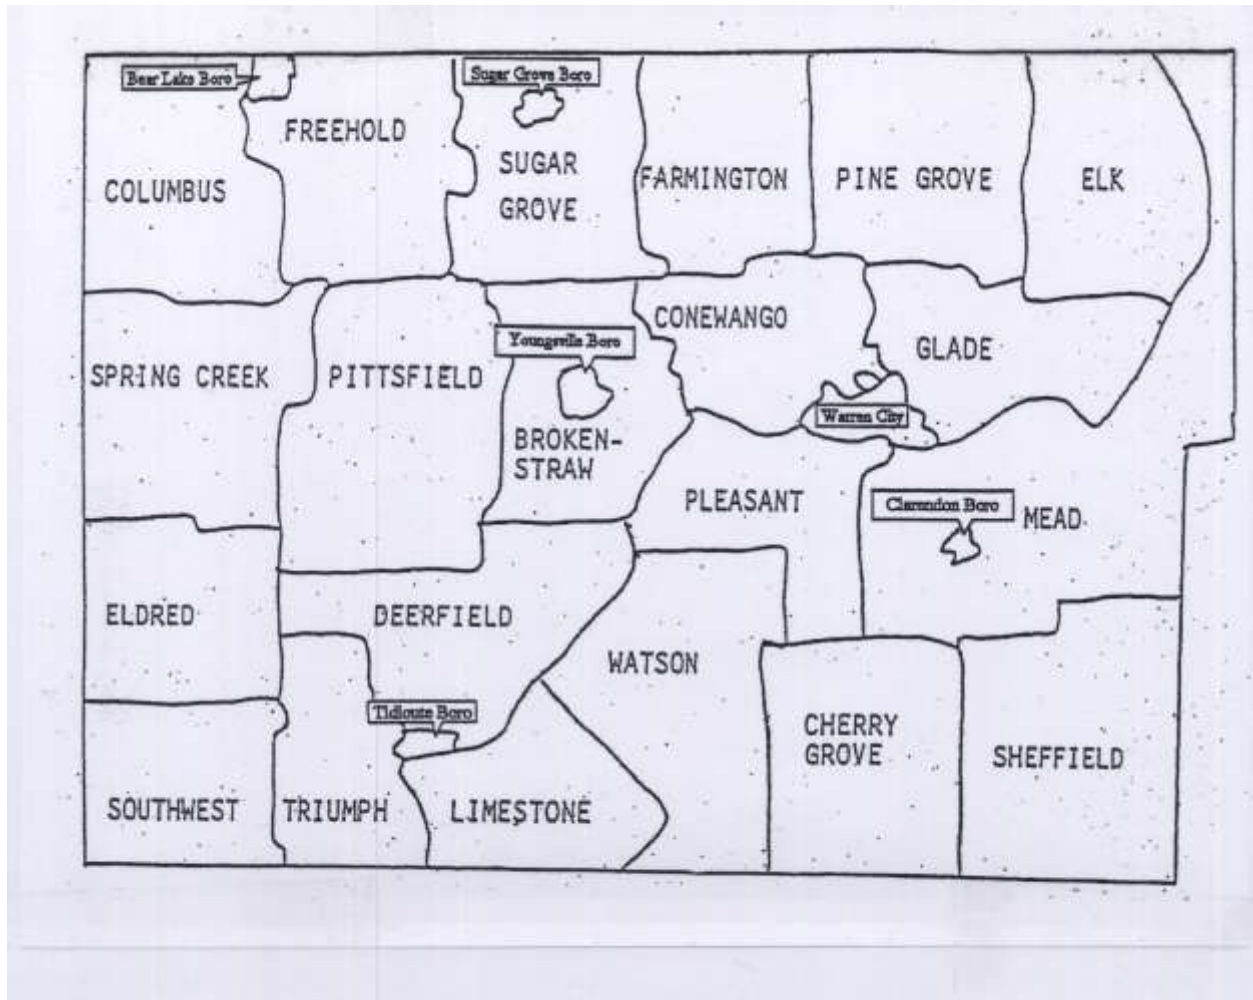 Bear Lake Boro
Sugar Grove Boro
FREEHOLD
COLUMBUS
SUGAR
GROVE
FARMINGTON
PINE GROVE
ELK
CONEWANGO
GLADE
Youngsville Boro
SPRING CREEK
PITTSFIELD
Warren City
BROKEN-
STRAW
PLEASANT
Clarendon Boro
MEAD
ELDRED
DEERFIELD
WATSON
Tidioute Boro
CHERRY
GROVE
SHEFFIELD
SOUTHWEST
TRIUMPH
LIMESTONE